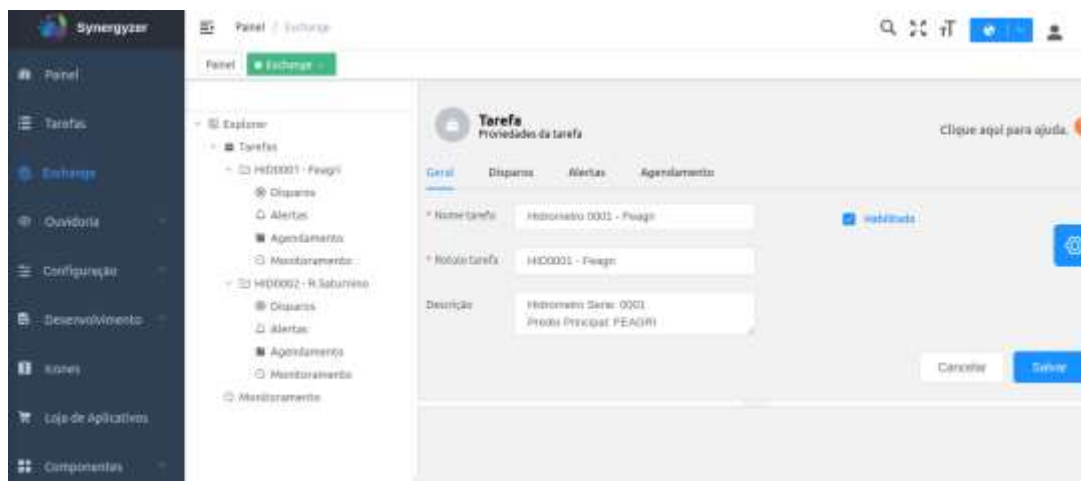 Synergyzer
Painel / Exchange
Painel
Exchange
Painel
Tarefas
Exchange
Ouvidoria
Configuração
Desenvolvimento
Icones
Loja de Aplicativos
Componentes
Explorer
Tarefas
HID0001 - Feagri
Disparos
Alertas
Agendamento
Monitoramento
HID0002 - R.Saturnino
Disparos
Alertas
Agendamento
Monitoramento
Monitoramento
Tarefa
Propriedades da tarefa
Clique aqui para ajuda.
Geral Disparos Alertas Agendamento
* Nome tarefa
Hidrometro 0001 - Feagri
Habilitada
* Rotulo tarefa
HID0001 - Feagri
Descrição
Hidrometro Serie: 0001
Predio Principal: FEAGRI
Cancelar
Salvar